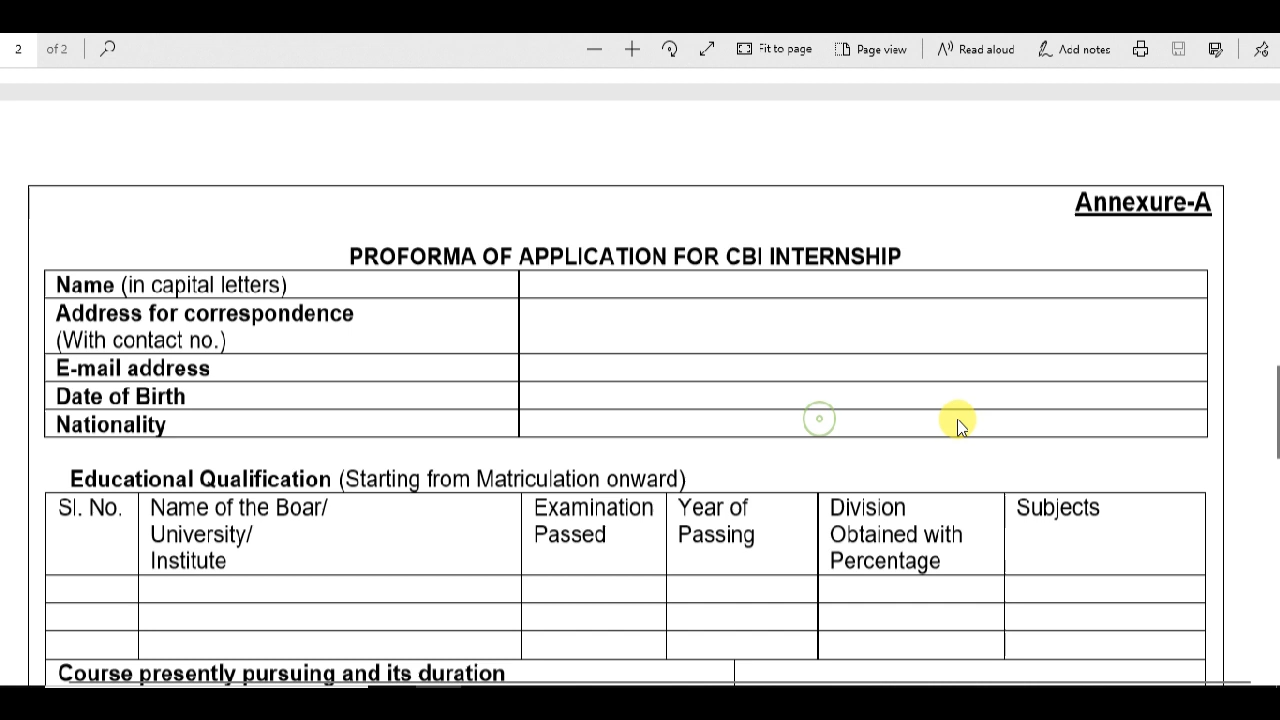 2 of 2 Fit to page Page view Read aloud Add notes
Annexure-A
PROFORMA OF APPLICATION FOR CBI INTERNSHIP
Name (in capital letters)
Address for correspondence
(With contact no.)
E-mail address
Date of Birth
Nationality
Educational Qualification (Starting from Matriculation onward)
Sl. No. Name of the Boar/ Examination Year of Division Subjects
University/ Passed Passing Obtained with
Institute Percentage
Course presently pursuing and its duration